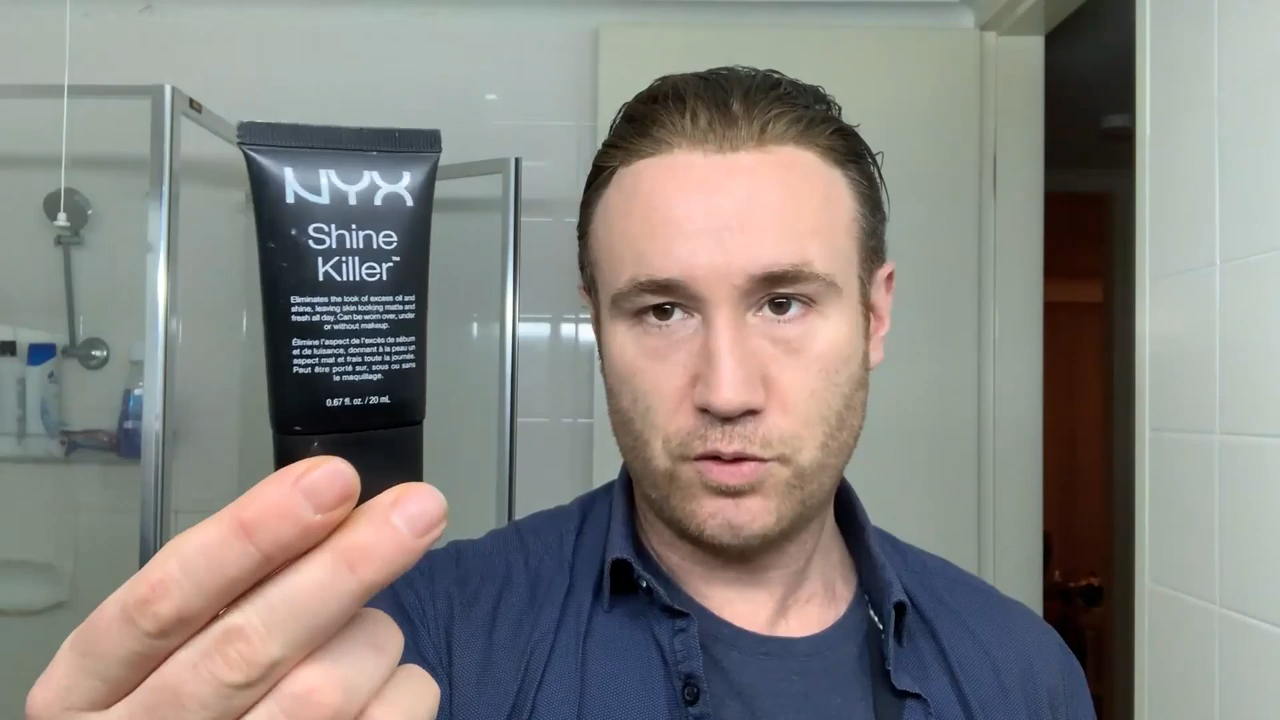 NYX
Shine
Killer™
Eliminates the look of excess oil and
shine, leaving skin looking matte and
fresh all day. Can be worn over, under
or without makeup.
Élimine l'aspect de l'excès de sébum
et de luisance, donnant à la peau un
aspect mat et frais toute la journée.
Peut être porté sur, sous ou sans
le maquillage.
0.67 fl. oz. / 20 mL